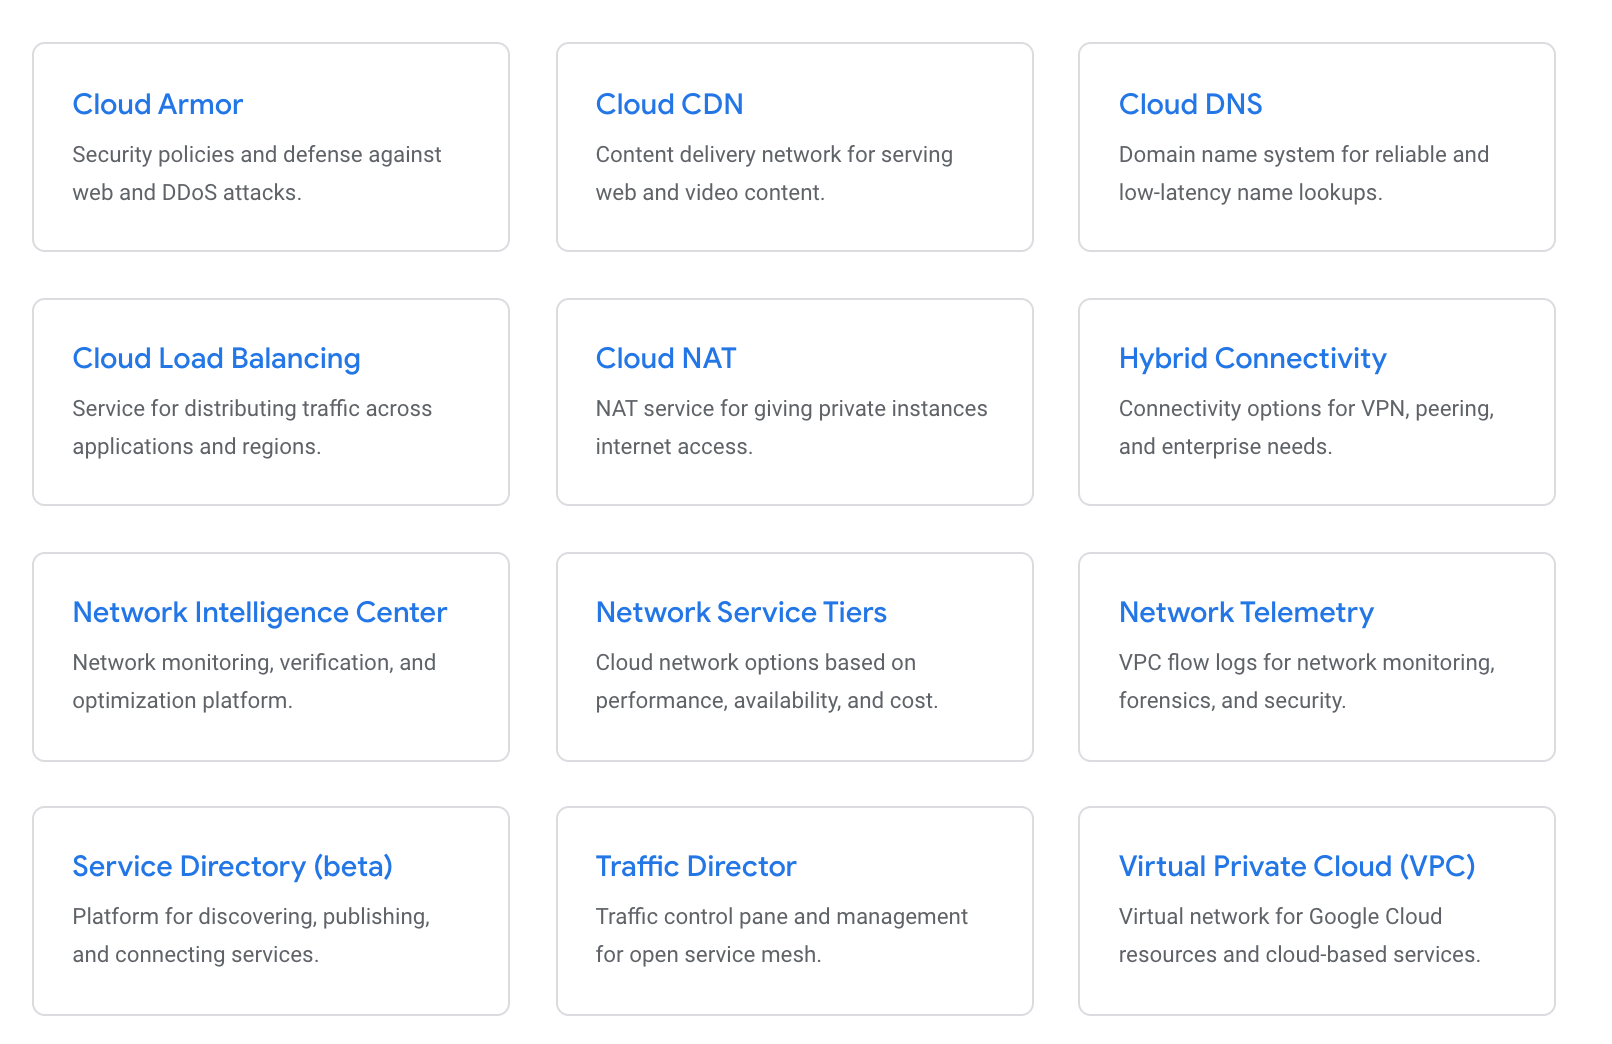 Cloud Armor
Security policies and defense against
web and DDoS attacks.
Cloud CDN
Content delivery network for serving
web and video content.
Cloud DNS
Domain name system for reliable and
low-latency name lookups.
Cloud Load Balancing
Service for distributing traffic across
applications and regions.
Cloud NAT
NAT service for giving private instances
internet access.
Hybrid Connectivity
Connectivity options for VPN, peering,
and enterprise needs.
Network Intelligence Center
Network monitoring, verification, and
optimization platform.
Network Service Tiers
Cloud network options based on
performance, availability, and cost.
Network Telemetry
VPC flow logs for network monitoring,
forensics, and security.
Service Directory (beta)
Platform for discovering, publishing,
and connecting services.
Traffic Director
Traffic control pane and management
for open service mesh.
Virtual Private Cloud (VPC)
Virtual network for Google Cloud
resources and cloud-based services.